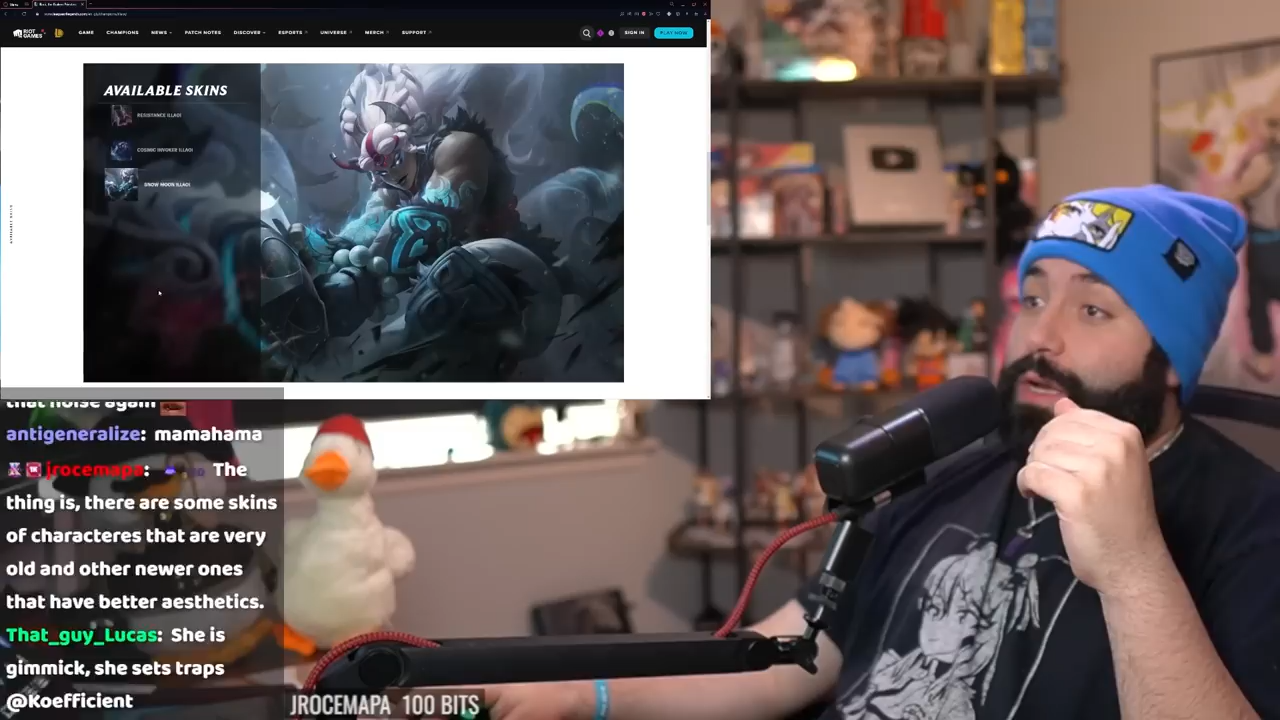 RIOT GAMES
GAME
CHAMPIONS
NEWS
PATCH NOTES
DISCOVER
ESPORTS
UNIVERSE
MERCH
SUPPORT
SIGN IN
PLAY NOW
AVAILABLE SKINS
RESISTANCE ILLAOI
COSMIC INVOKER ILLAOI
SNOW MOON ILLAOI
that noise again
antigeneralize: mamahama
jrocemapa: The
thing is, there are some skins
of characteres that are very
old and other newer ones
that have better aesthetics.
That_guy_Lucas: She is
gimmick, she sets traps
@Koefficient
JROCEMAPA 100 BITS